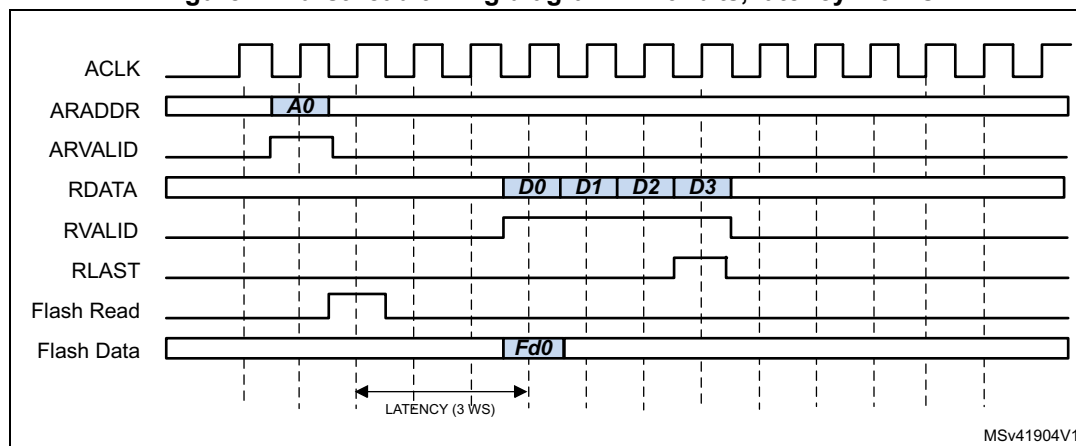 ACLK
ARADDR A0
ARVALID
RDATA D0 D1 D2 D3
RVALID
RLAST
Flash Read
Flash Data Fd0
LATENCY (3 WS)
MSv41904V1